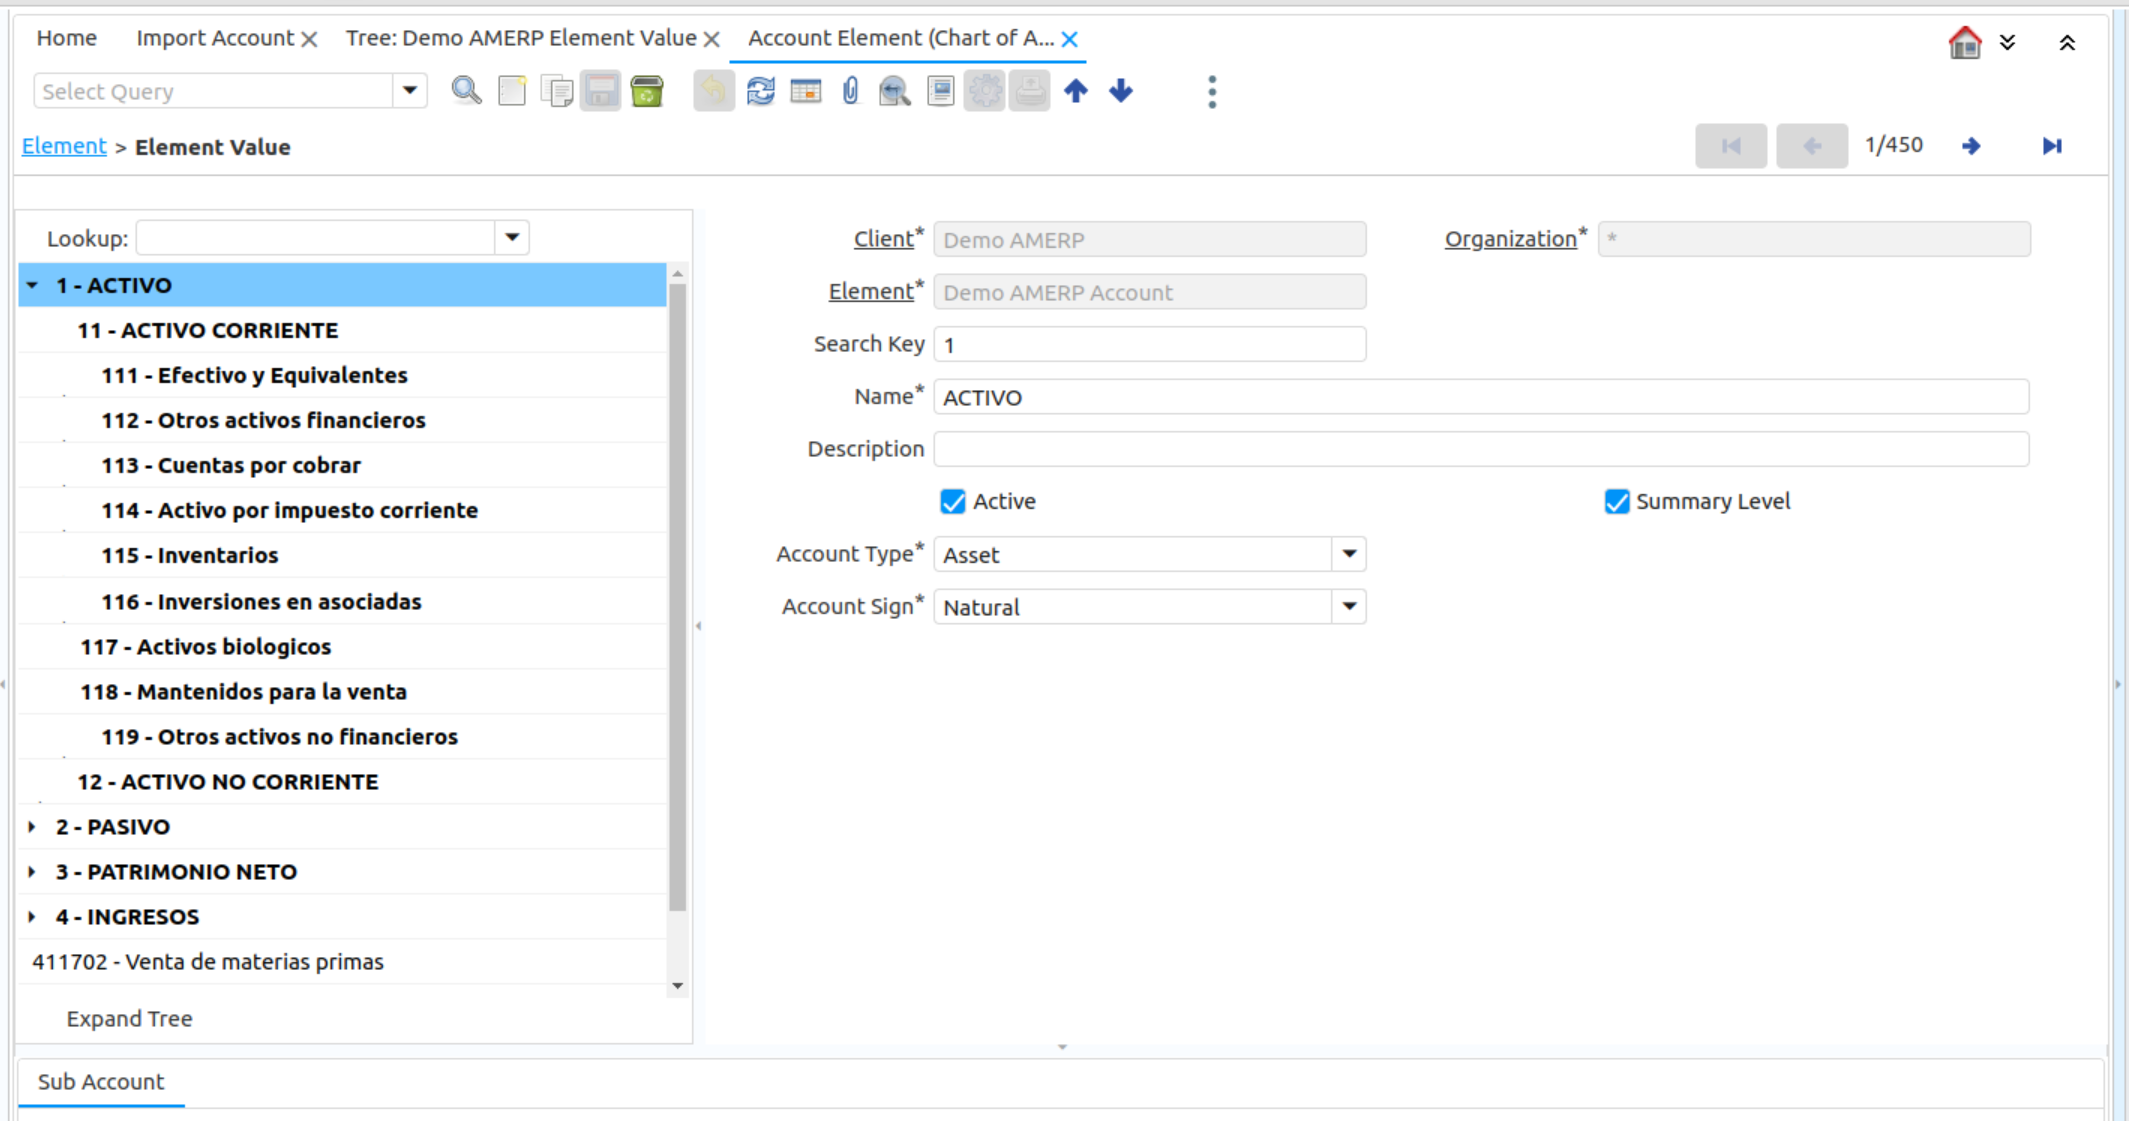 Home Import Account Tree: Demo AMERP Element Value Account Element (Chart of A...
Select Query
Element > Element Value 1/450
Lookup:
1 - ACTIVO
11 - ACTIVO CORRIENTE
111 - Efectivo y Equivalentes
112 - Otros activos financieros
113 - Cuentas por cobrar
114 - Activo por impuesto corriente
115 - Inventarios
116 - Inversiones en asociadas
117 - Activos biologicos
118 - Mantenidos para la venta
119 - Otros activos no financieros
12 - ACTIVO NO CORRIENTE
2 - PASIVO
3 - PATRIMONIO NETO
4 - INGRESOS
411702 - Venta de materias primas
Expand Tree
Client* Demo AMERP Organization* *
Element* Demo AMERP Account
Search Key 1
Name* ACTIVO
Description
Active Summary Level
Account Type* Asset
Account Sign* Natural
Sub Account